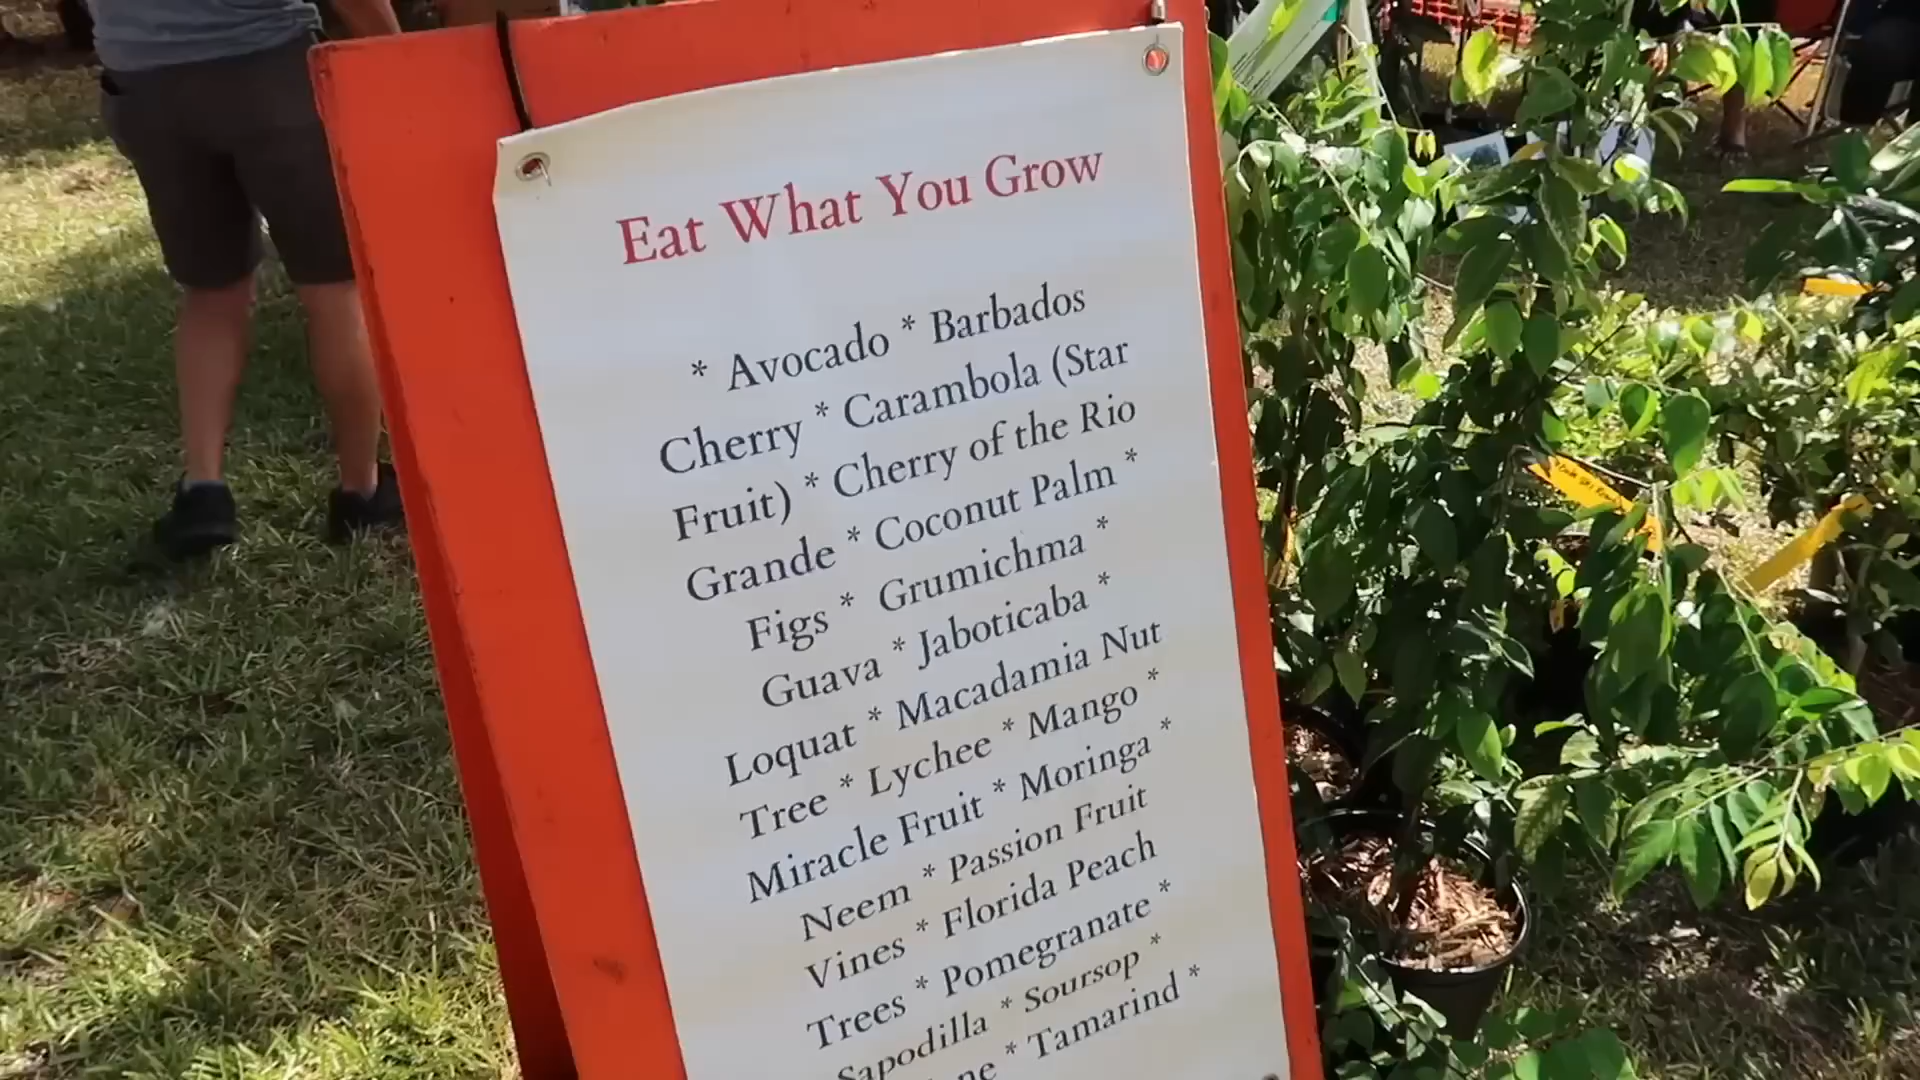 Eat What You Grow
* Avocado * Barbados
Cherry * Carambola (Star
Fruit) * Cherry of the Rio
Grande * Coconut Palm *
Figs * Grumichma *
Guava * Jaboticaba *
Loquat * Macadamia Nut
Tree * Lychee * Mango *
Miracle Fruit * Moringa *
Neem * Passion Fruit
Vines * Florida Peach
Trees * Pomegranate *
Sapodilla * Soursop *
* Tamarind *